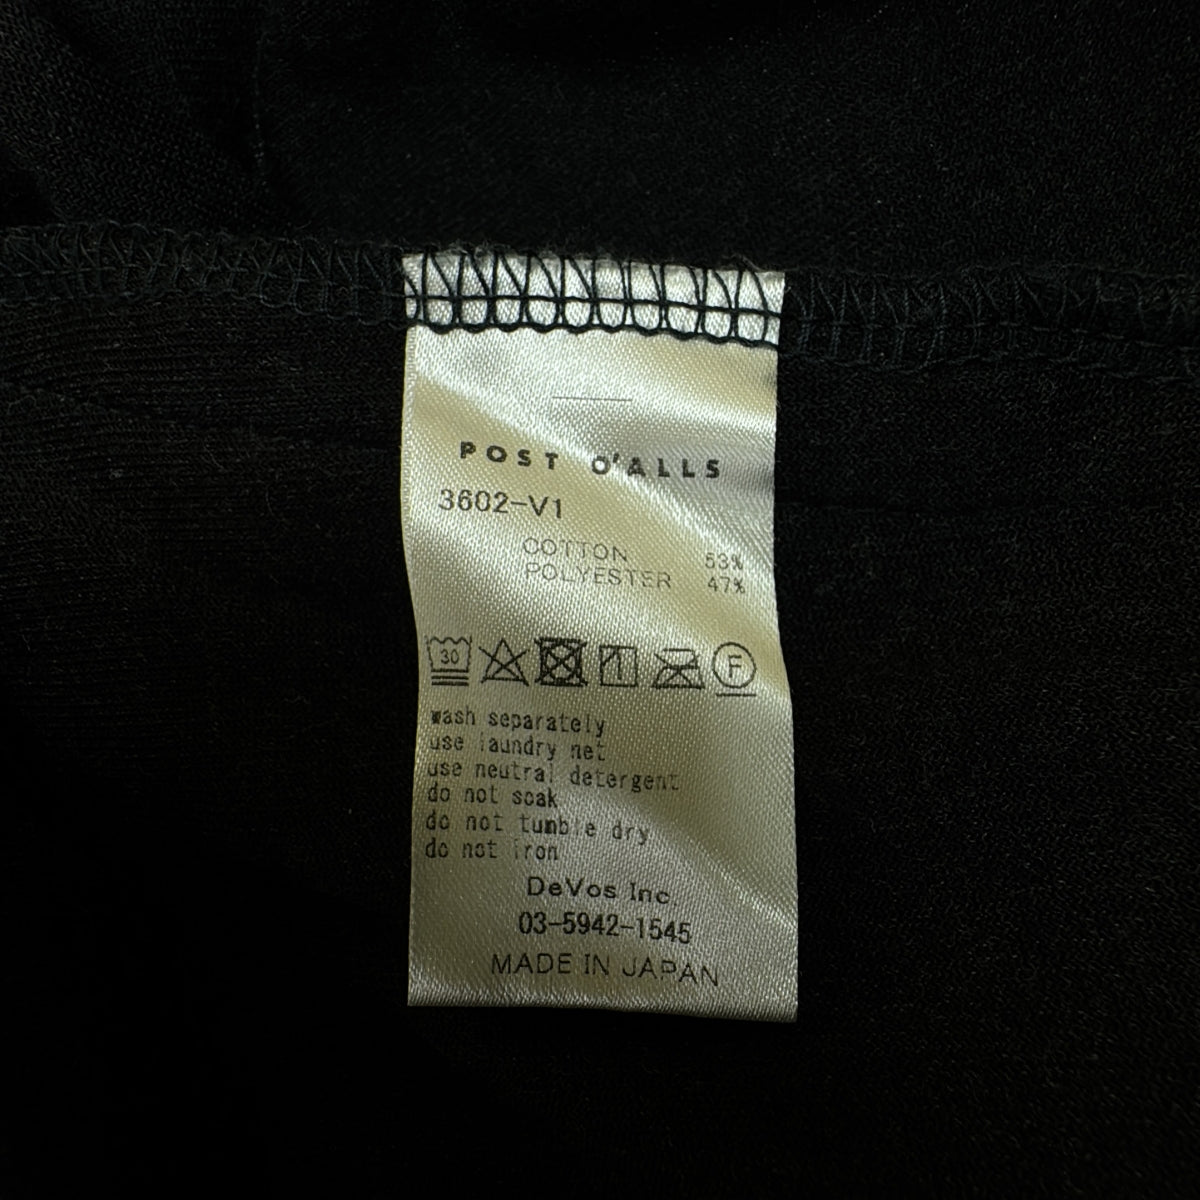 POST O'ALLS
3602-V1
COTTON 53%
POLYESTER 47%
30 F
wash separately
use laundry net
use neutral detergent
do not soak
do not tumble dry
do not iron
DeVos Inc.
03-5942-1545
MADE IN JAPAN